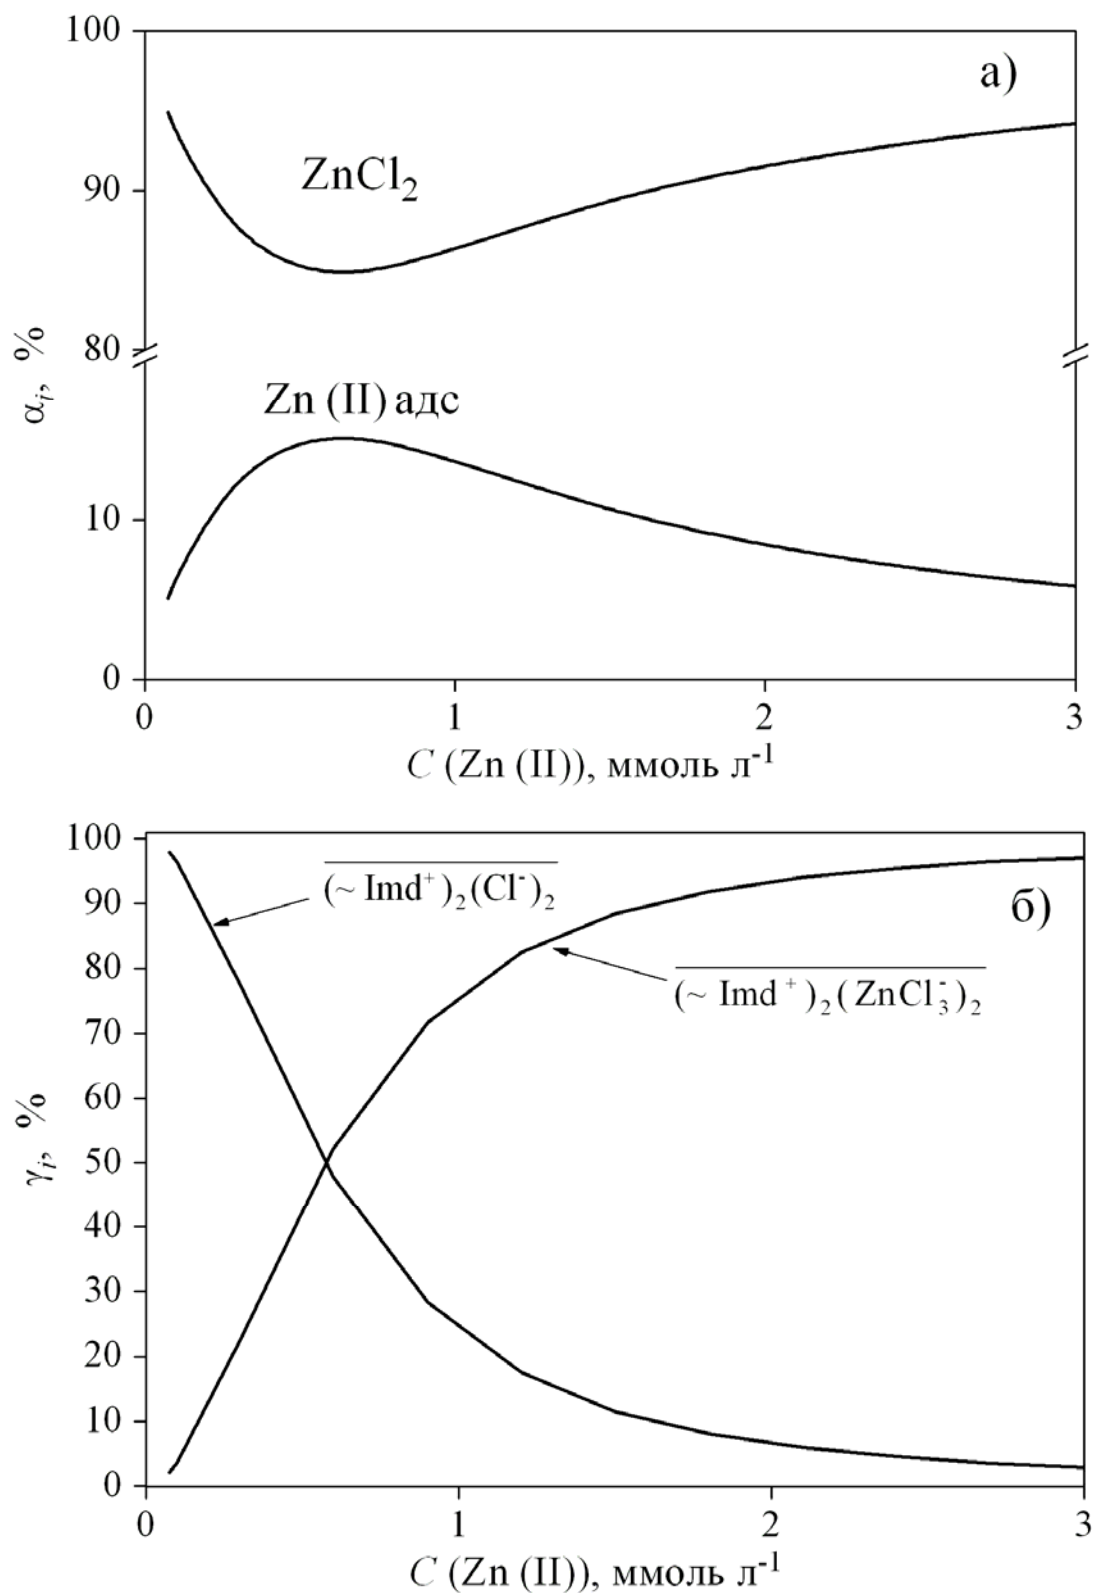 100
а)
ZnCl₂
90
80
αᵢ, %
Zn (II) адс
10
0
0 1 2 3
C (Zn (II)), ммоль л⁻¹
100
(~ Imd⁺)₂(Cl⁻)₂
90
б)
80
(~ Imd⁺)₂(ZnCl₃⁻)₂
70
60
γᵢ, %
50
40
30
20
10
0
0 1 2 3
C (Zn (II)), ммоль л⁻¹